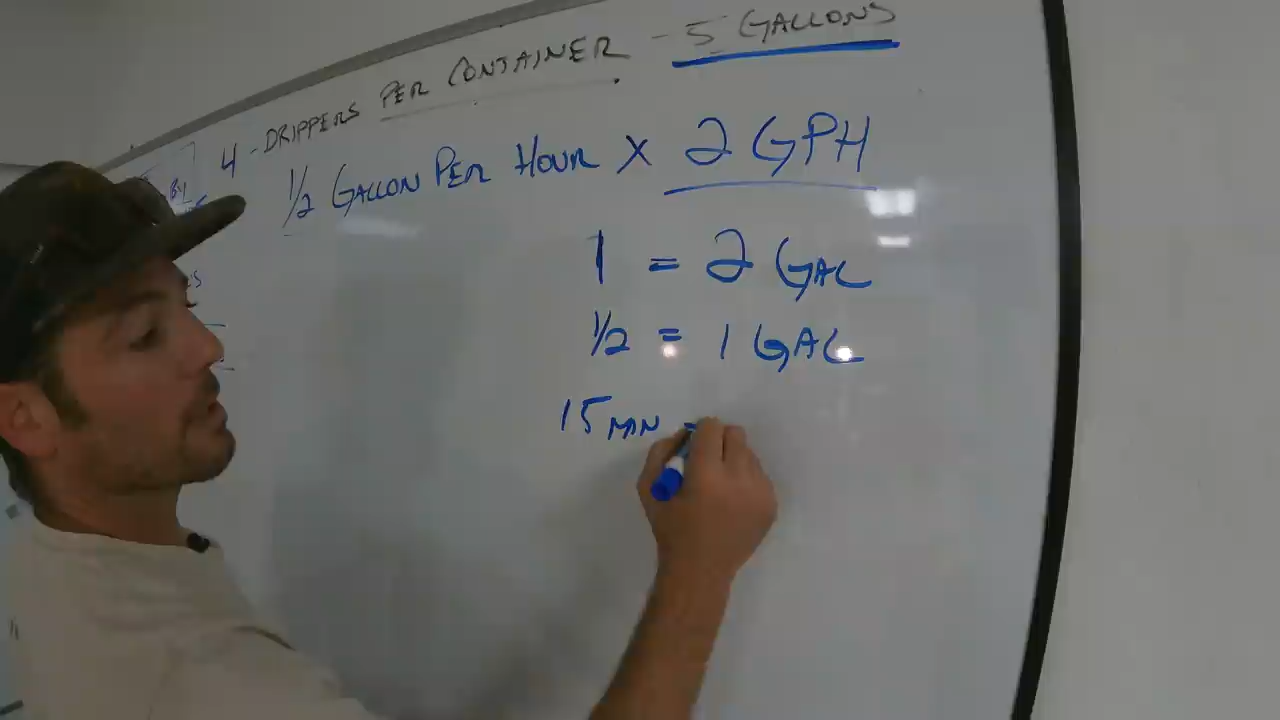 4 - DRIPPERS PER CONTAINER - 5 GALLONS
1/2 GALLON PER HOUR X 2 GPH
1 = 2 GAL
1/2 = 1 GAL
15 MIN =